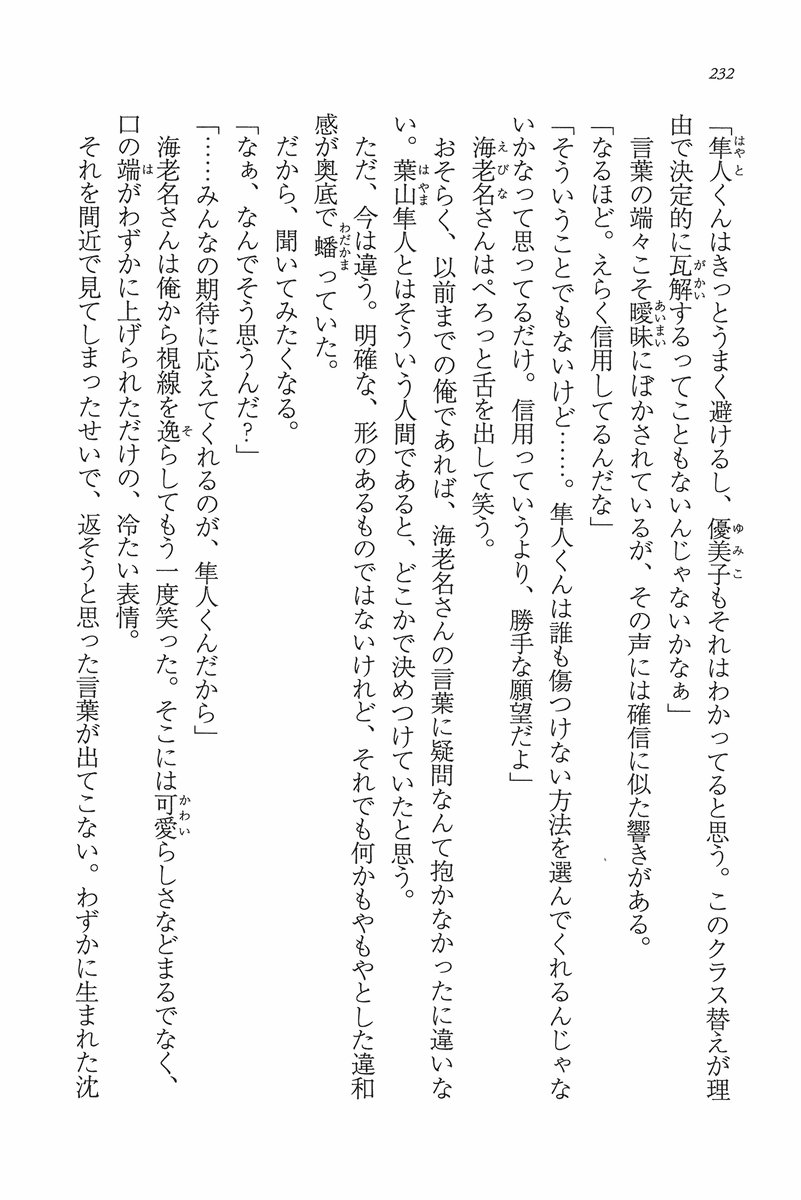 232
「隼人くんはきっとうまく避けるし、優美子もそれはわかってると思う。このクラス替えが理
由で決定的に瓦解するってこともないんじゃないかなぁ」
言葉の端々こそ曖昧にぼかされているが、その声には確信に似た響きがある。
「なるほど。えらく信用してるんだな」
「そういうことでもないけど……。隼人くんは誰も傷つけない方法を選んでくれるんじゃな
いかなって思ってるだけ。信用っていうより、勝手な願望だよ」
海老名さんはぺろっと舌を出して笑う。
おそらく、以前までの俺であれば、海老名さんの言葉に疑問なんて抱かなかったに違いな
い。葉山隼人とはそういう人間であると、どこかで決めつけていたと思う。
ただ、今は違う。明確な、形のあるものではないけれど、それでも何かもやもやとした違和
感が奥底で蟠っていた。
だから、聞いてみたくなる。
「なぁ、なんでそう思うんだ？」
「……みんなの期待に応えてくれるのが、隼人くんだから」
海老名さんは俺から視線を逸らしてもう一度笑った。そこには可愛らしさなどまるでなく、
口の端がわずかに上げられただけの、冷たい表情。
それを間近で見てしまったせいで、返そうと思った言葉が出てこない。わずかに生まれた沈